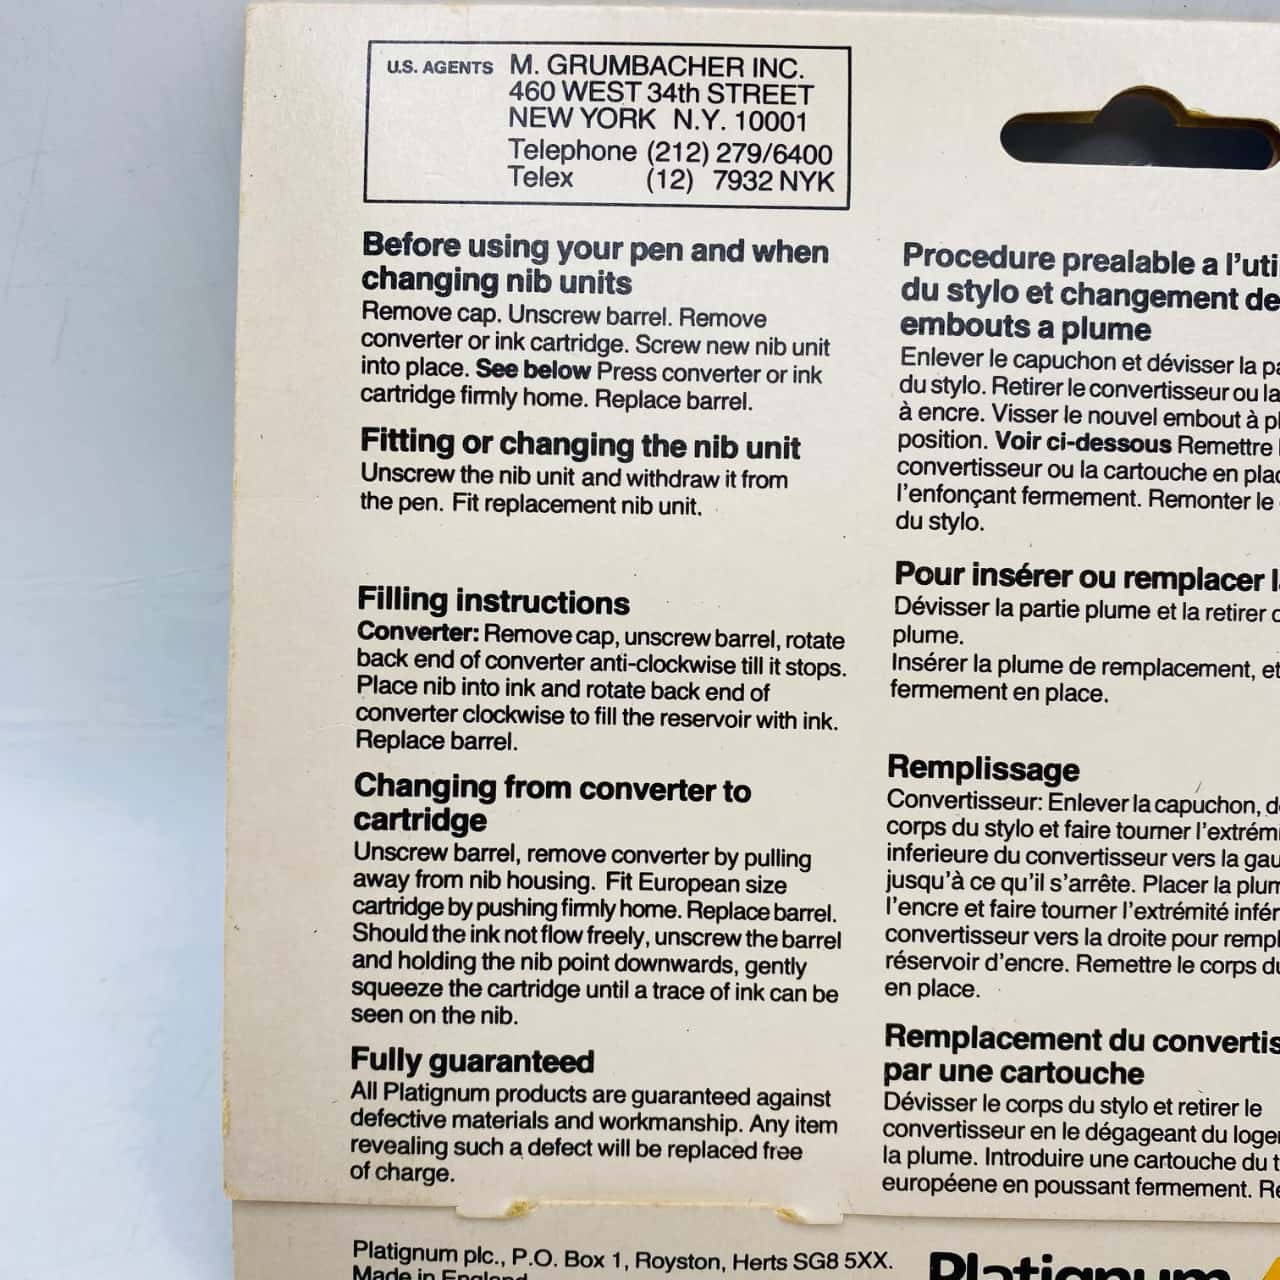 U.S. AGENTS M. GRUMBACHER INC.
460 WEST 34th STREET
NEW YORK N.Y. 10001
Telephone (212) 279/6400
Telex (12) 7932 NYK
Before using your pen and when
changing nib units
Remove cap. Unscrew barrel. Remove
converter or ink cartridge. Screw new nib unit
into place. See below Press converter or ink
cartridge firmly home. Replace barrel.
Fitting or changing the nib unit
Unscrew the nib unit and withdraw it from
the pen. Fit replacement nib unit.
Filling instructions
Converter: Remove cap, unscrew barrel, rotate
back end of converter anti-clockwise till it stops.
Place nib into ink and rotate back end of
converter clockwise to fill the reservoir with ink.
Replace barrel.
Changing from converter to
cartridge
Unscrew barrel, remove converter by pulling
away from nib housing. Fit European size
cartridge by pushing firmly home. Replace barrel.
Should the ink not flow freely, unscrew the barrel
and holding the nib point downwards, gently
squeeze the cartridge until a trace of ink can be
seen on the nib.
Fully guaranteed
All Platignum products are guaranteed against
defective materials and workmanship. Any item
revealing such a defect will be replaced free
of charge.
Platignum plc., P.O. Box 1, Royston, Herts SG8 5XX.
Made in England
Procedure prealable a l'uti
du stylo et changement de
embouts a plume
Enlever le capuchon et dévisser la pa
du stylo. Retirer le convertisseur ou la
à encre. Visser le nouvel embout à pl
position. Voir ci-dessous Remettre
convertisseur ou la cartouche en plac
l'enfonçant fermement. Remonter le
du stylo.
Pour insérer ou remplacer l
Dévisser la partie plume et la retirer
plume.
Insérer la plume de remplacement, et
fermement en place.
Remplissage
Convertisseur: Enlever la capuchon, d
corps du stylo et faire tourner l'extrémi
inferieure du convertisseur vers la gau
jusqu'à ce qu'il s'arrête. Placer la plum
l'encre et faire tourner l'extrémité infér
convertisseur vers la droite pour rempl
réservoir d'encre. Remettre le corps du
en place.
Remplacement du convertis
par une cartouche
Dévisser le corps du stylo et retirer le
convertisseur en le dégageant du loge
la plume. Introduire une cartouche du t
européene en poussant fermement. Re
Platignum